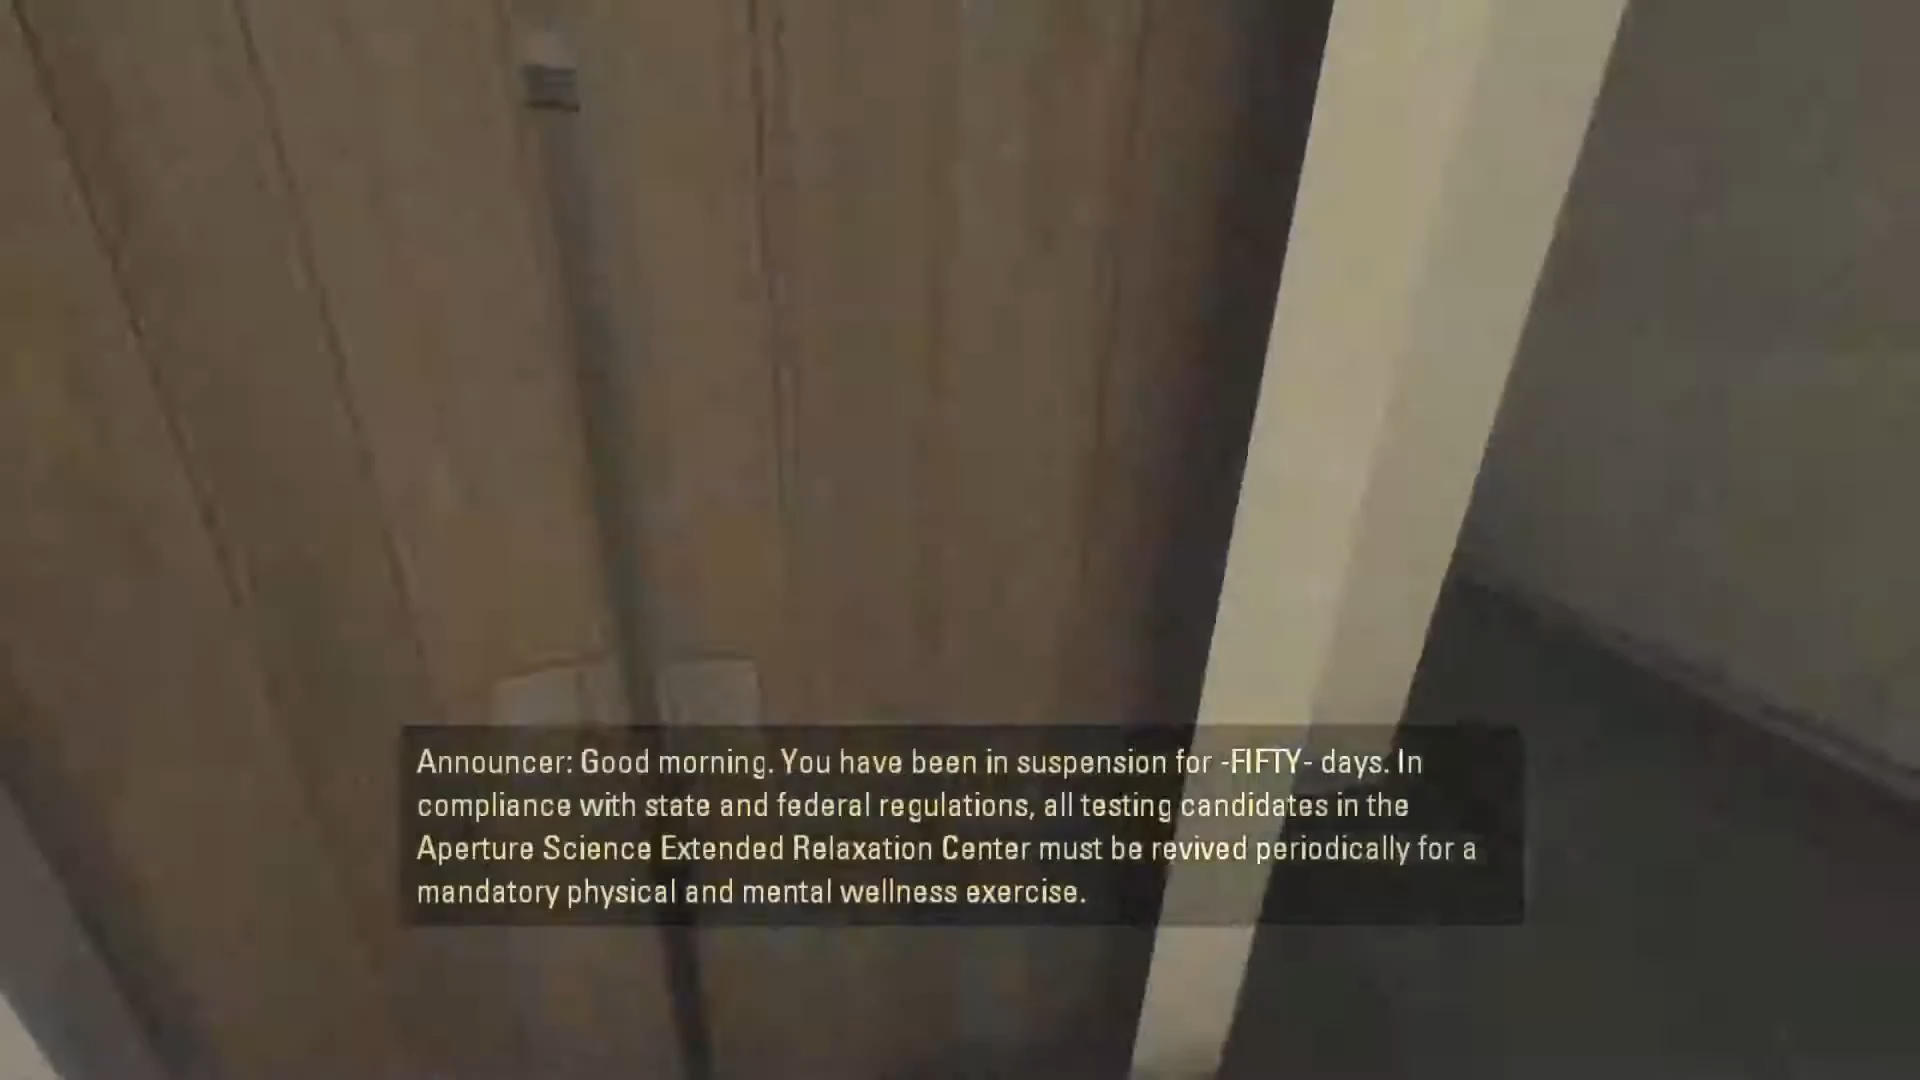 Announcer: Good morning. You have been in suspension for -FIFTY- days. In
compliance with state and federal regulations, all testing candidates in the
Aperture Science Extended Relaxation Center must be revived periodically for a
mandatory physical and mental wellness exercise.